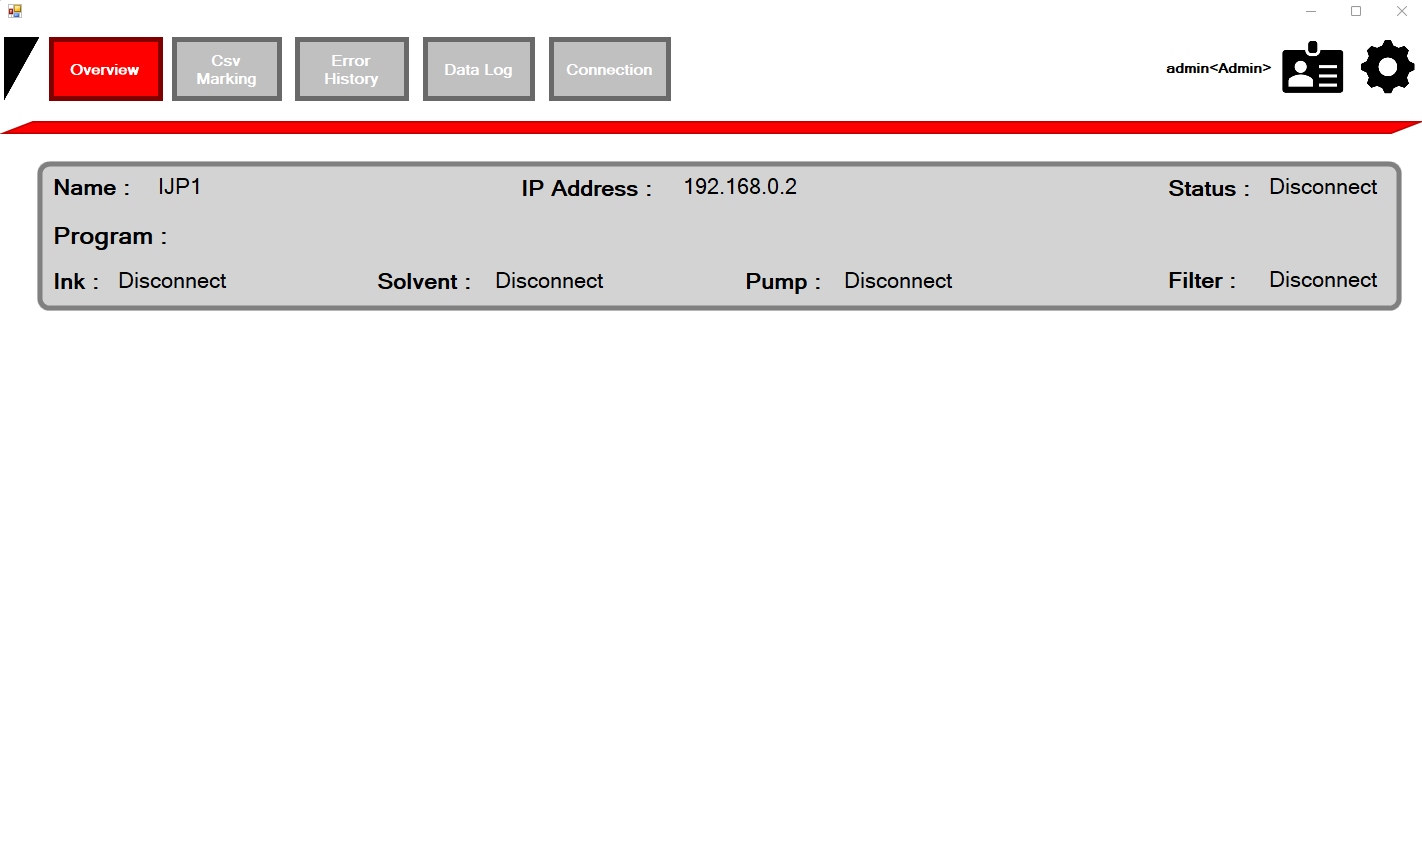 Overview
Csv
Marking
Error
History
Data Log
Connection
admin<Admin>
Name : IJP1
IP Address : 192.168.0.2
Status : Disconnect
Program :
Ink : Disconnect
Solvent : Disconnect
Pump : Disconnect
Filter : Disconnect